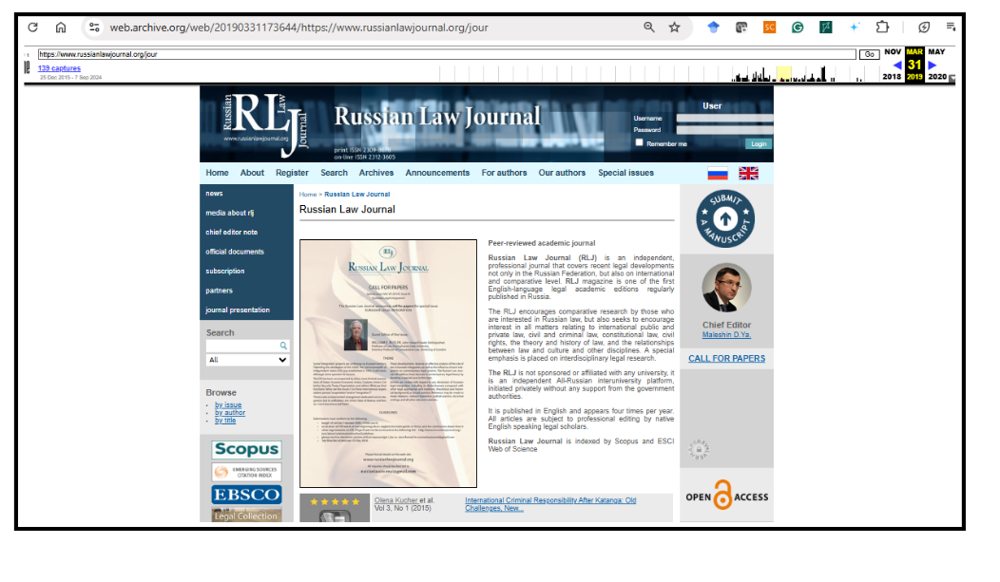 web.archive.org/web/20190331173644/https://www.russianlawjournal.org/jour
https://www.russianlawjournal.org/jour
Go
NOV MAR MAY
139 captures
31
25 Dec 2015 - 7 Sep 2024
2018 2019 2020
Russian
RLJ
Law
Journal
www.russianlawjournal.org
Russian Law Journal
print ISSN 2309-8678
on-line ISSN 2312-3605
User
Username
Password
Remember me
Login
Home About Register Search Archives Announcements For authors Our authors Special issues
news
media about rlj
chief editor note
official documents
subscription
partners
journal presentation
Search
All
Browse
by issue
by author
by title
Scopus
EMERGING SOURCES
CITATION INDEX
EBSCO
Legal Collection
Home > Russian Law Journal
Russian Law Journal
RLJ
RUSSIAN LAW JOURNAL
CALL FOR PAPERS
GUIDELINES
www.russianlawjournal.org
Peer-reviewed academic journal
Russian Law Journal (RLJ) is an independent,
professional journal that covers recent legal developments
not only in the Russian Federation, but also on international
and comparative level. RLJ magazine is one of the first
English-language legal academic editions regularly
published in Russia.
The RLJ encourages comparative research by those who
are interested in Russian law, but also seeks to encourage
interest in all matters relating to international public and
private law, civil and criminal law, constitutional law, civil
rights, the theory and history of law, and the relationships
between law and culture and other disciplines. A special
emphasis is placed on interdisciplinary legal research.
The RLJ is not sponsored or affiliated with any university, it
is an independent All-Russian interuniversity platform,
initiated privately without any support from the government
authorities.
It is published in English and appears four times per year.
All articles are subject to professional editing by native
English speaking legal scholars.
Russian Law Journal is indexed by Scopus and ESCI
Web of Science
Olena Kucher et al.
Vol 3, No 1 (2015)
International Criminal Responsibility After Katanga: Old
Challenges, New...
SUBMIT
A MANUSCRIPT
Chief Editor
Maleshin D.Ya.
CALL FOR PAPERS
OPEN ACCESS